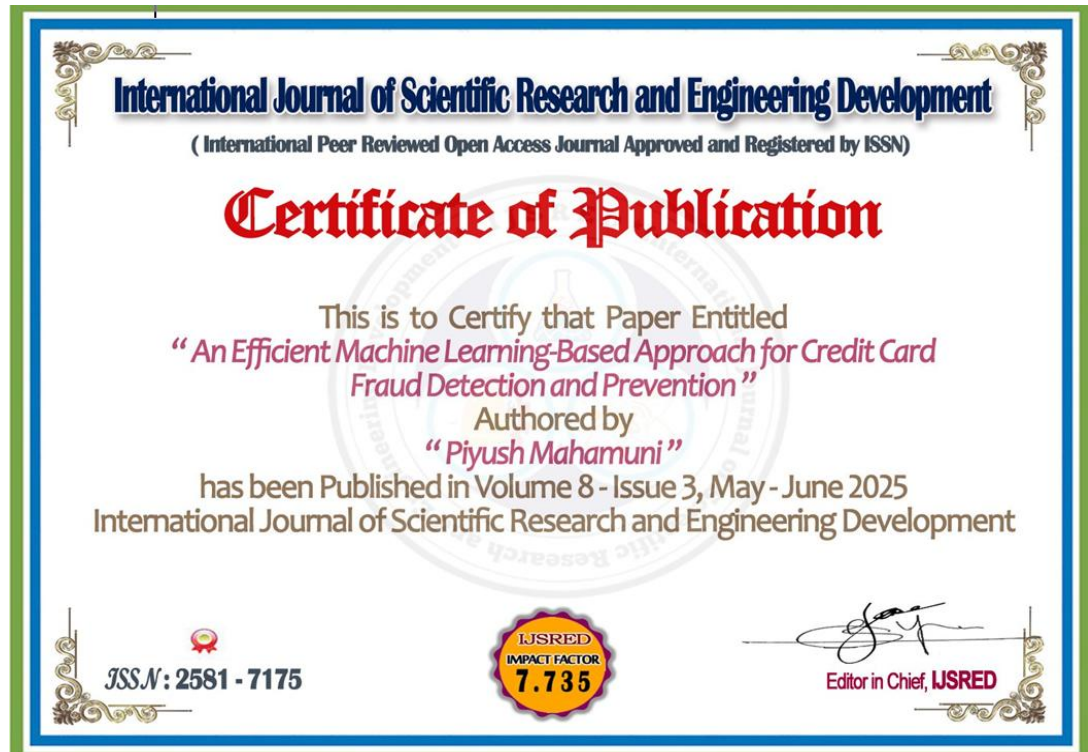 International Journal of Scientific Research and Engineering Development
( International Peer Reviewed Open Access Journal Approved and Registered by ISSN)
Certificate of Publication
This is to Certify that Paper Entitled
“ An Efficient Machine Learning-Based Approach for Credit Card
Fraud Detection and Prevention ”
Authored by
“ Piyush Mahamuni ”
has been Published in Volume 8 - Issue 3, May - June 2025
International Journal of Scientific Research and Engineering Development
ISSN : 2581 - 7175
IJSRED
IMPACT FACTOR
7.735
Editor in Chief, IJSRED